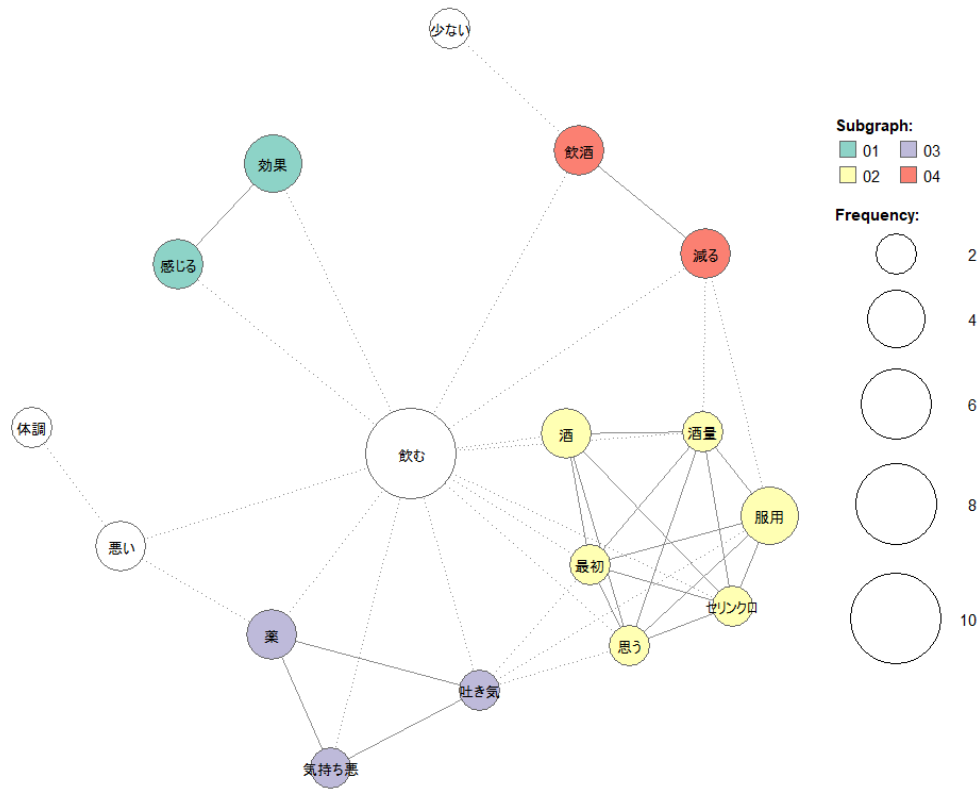 少ない
飲酒
効果
減る
感じる
体調
飲む
酒
酒量
服用
悪い
最初
セリンクロ
薬
思う
吐き気
気持ち悪
Subgraph:
01 03
02 04
Frequency:
2
4
6
8
10